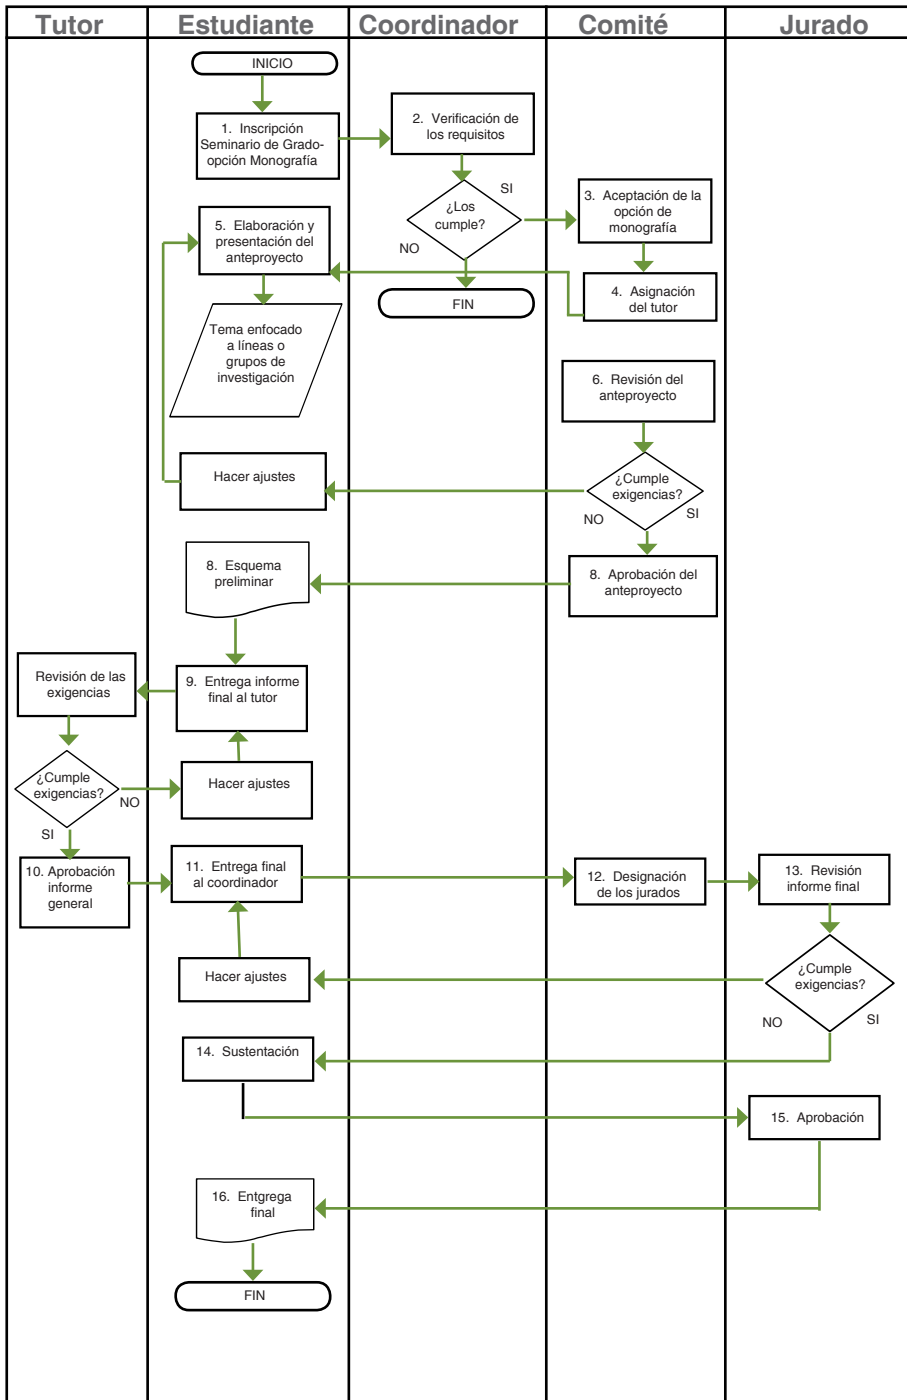 Tutor
Estudiante
Coordinador
Comité
Jurado
INICIO
1. Inscripción
Seminario de Grado-
opción Monografía
2. Verificación de
los requisitos
¿Los
cumple?
SI
NO
FIN
3. Aceptación de la
opción de
monografía
4. Asignación
del tutor
5. Elaboración y
presentación del
anteproyecto
Tema enfocado
a líneas o
grupos de
investigación
6. Revisión del
anteproyecto
¿Cumple
exigencias?
NO
SI
Hacer ajustes
8. Aprobación del
anteproyecto
8. Esquema
preliminar
9. Entrega informe
final al tutor
Revisión de las
exigencias
¿Cumple
exigencias?
NO
SI
Hacer ajustes
10. Aprobación
informe
general
11. Entrega final
al coordinador
12. Designación
de los jurados
13. Revisión
informe final
¿Cumple
exigencias?
NO
SI
Hacer ajustes
14. Sustentación
15. Aprobación
16. Entgrega
final
FIN